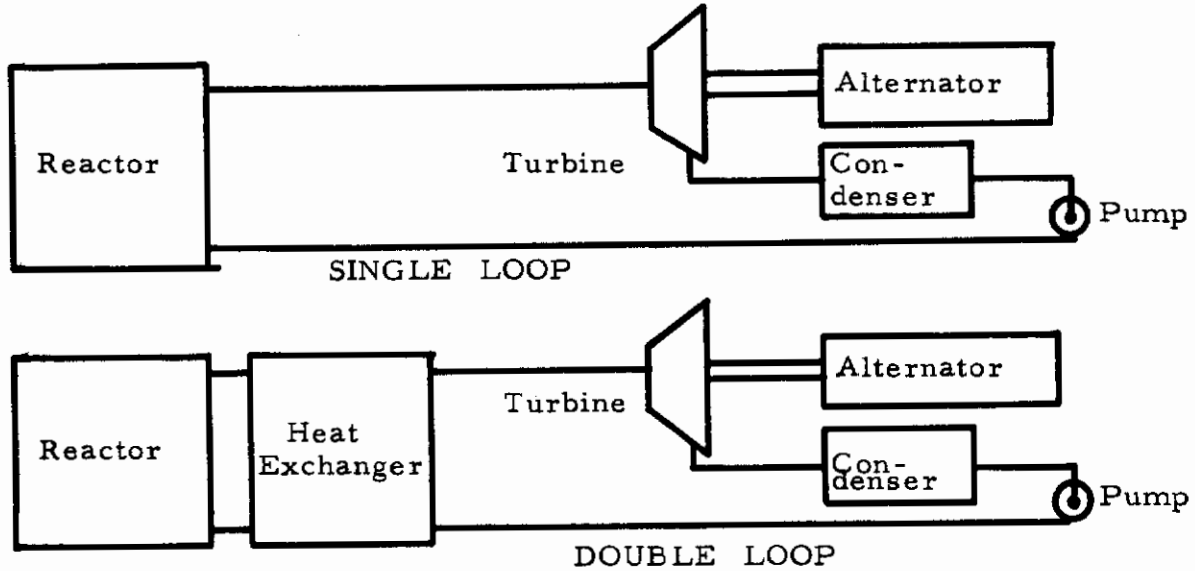 Alternator
Reactor
Turbine
Con-
denser
Pump
SINGLE LOOP
Alternator
Turbine
Reactor
Heat
Exchanger
Con-
denser
Pump
DOUBLE LOOP